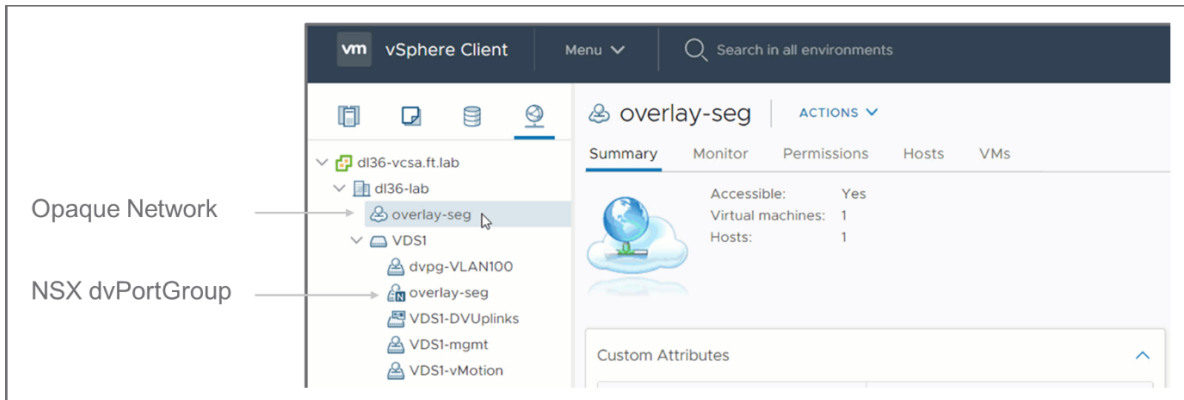 vm vSphere Client Menu Search in all environments
overlay-seg ACTIONS
Summary Monitor Permissions Hosts VMs
dl36-vcsa.ft.lab
dl36-lab
Opaque Network
overlay-seg
VDS1
dvpg-VLAN100
NSX dvPortGroup
N overlay-seg
VDS1-DVUplinks
VDS1-mgmt
VDS1-vMotion
Accessible: Yes
Virtual machines: 1
Hosts: 1
Custom Attributes